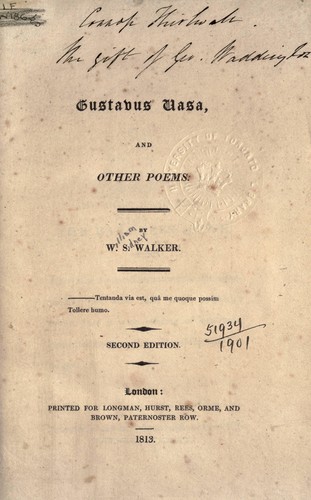 Connop Thirlwall.
The gift of Geo. Waddington
Gustavus Vasa,
AND
OTHER POEMS:
BY
W. S. WALKER.
———Tentanda via est, quâ me quoque possim
Tollere humo.
SECOND EDITION.
51934
1901
London:
PRINTED FOR LONGMAN, HURST, REES, ORME, AND
BROWN, PATERNOSTER ROW.
1813.